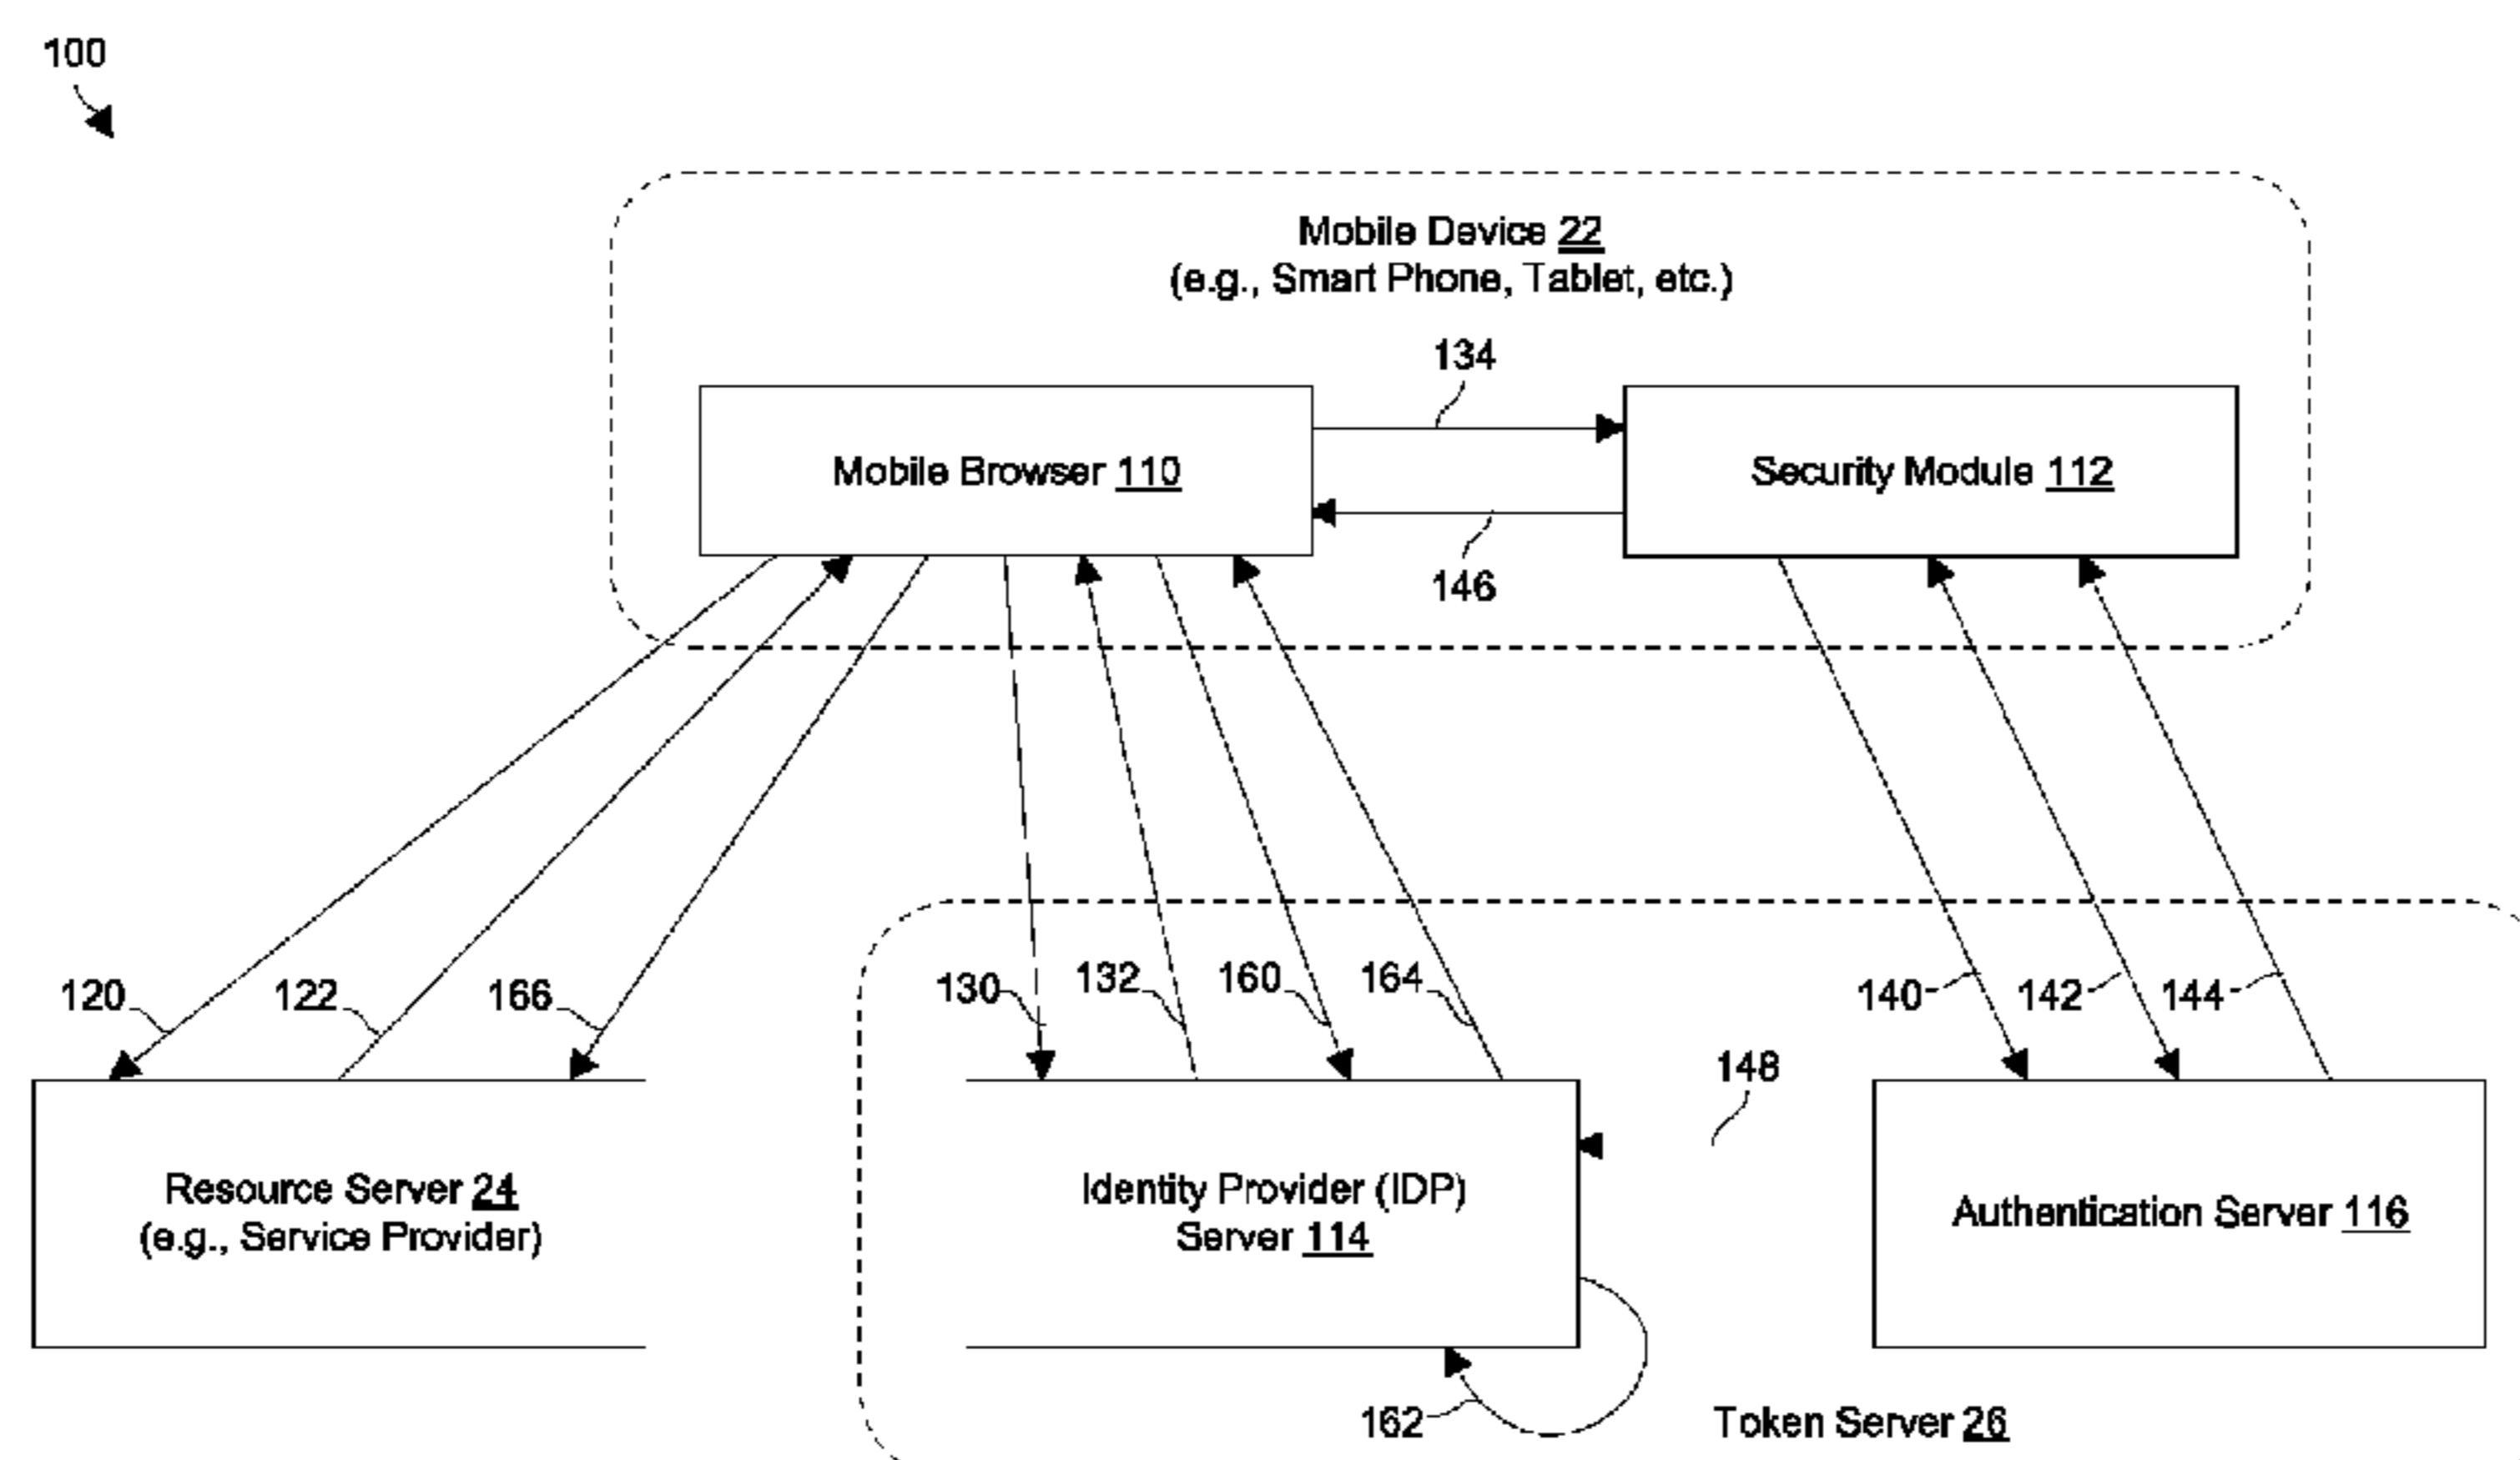 100
Mobile Device 22
(e.g., Smart Phone, Tablet, etc.)
134
Mobile Browser 110
Security Module 112
146
120
122
166
130
132
160
164
140
142
144
148
Resource Server 24
(e.g., Service Provider)
Identity Provider (IDP)
Server 114
Authentication Server 116
162
Token Server 26